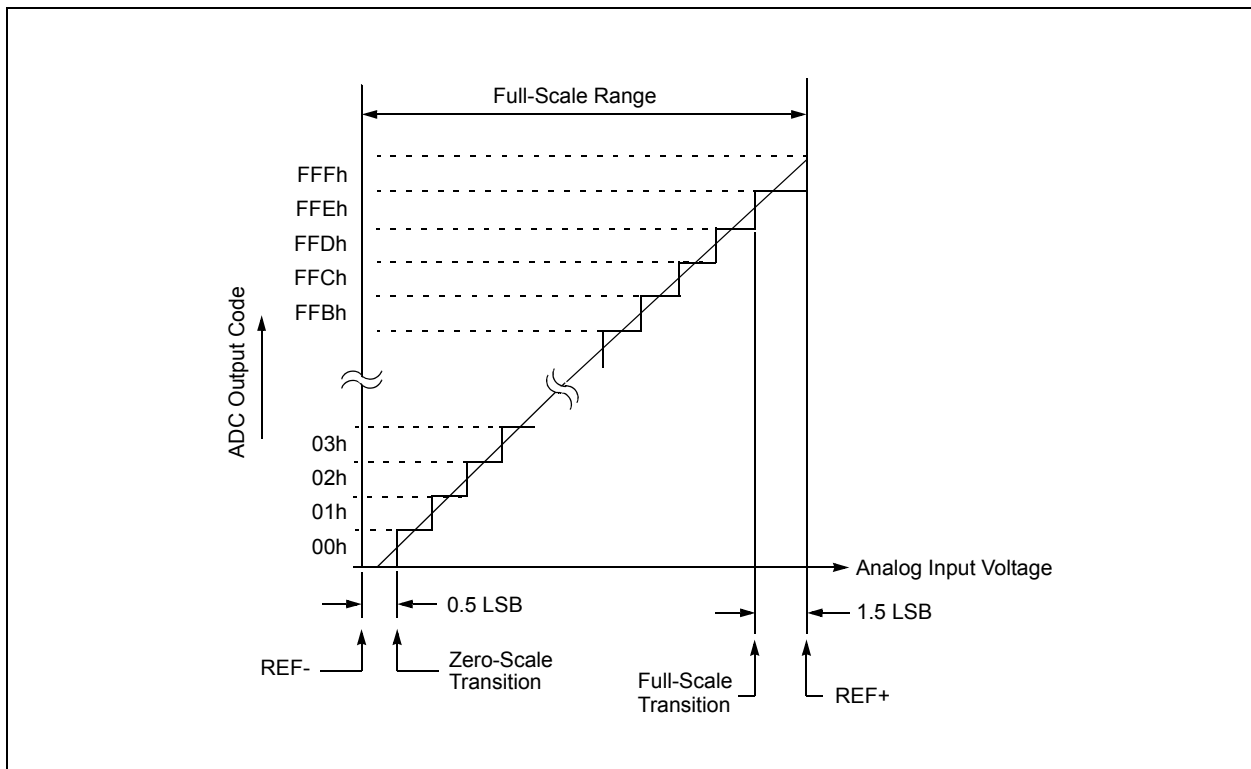 Full-Scale Range
FFFh
FFEh
FFDh
FFCh
FFBh
ADC Output Code
03h
02h
01h
00h
Analog Input Voltage
0.5 LSB
1.5 LSB
REF-
Zero-Scale
Transition
Full-Scale
Transition
REF+